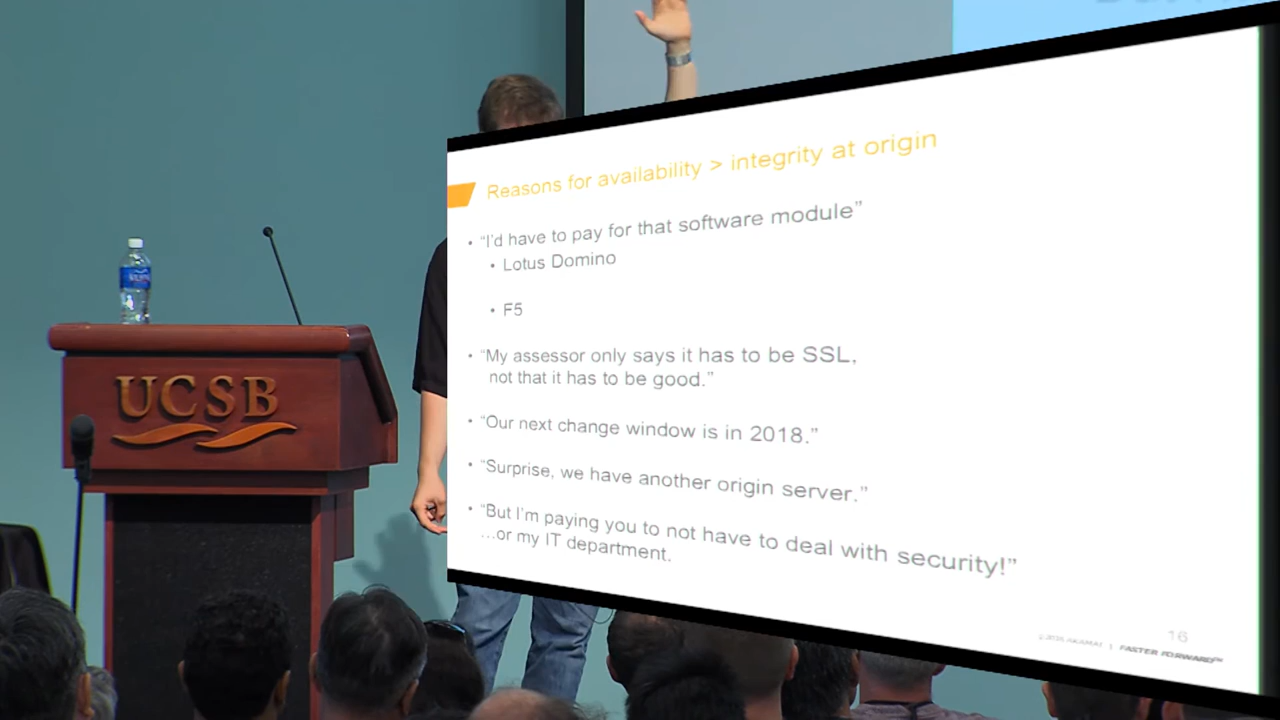 Reasons for availability > integrity at origin
• “I’d have to pay for that software module”
• Lotus Domino
• F5
• “My assessor only says it has to be SSL,
not that it has to be good.”
• “Our next change window is in 2018.”
• “Surprise, we have another origin server.”
• “But I’m paying you to not have to deal with security!”
…or my IT department.
AKAMAI | FASTER FORWARD™
16
UCSB